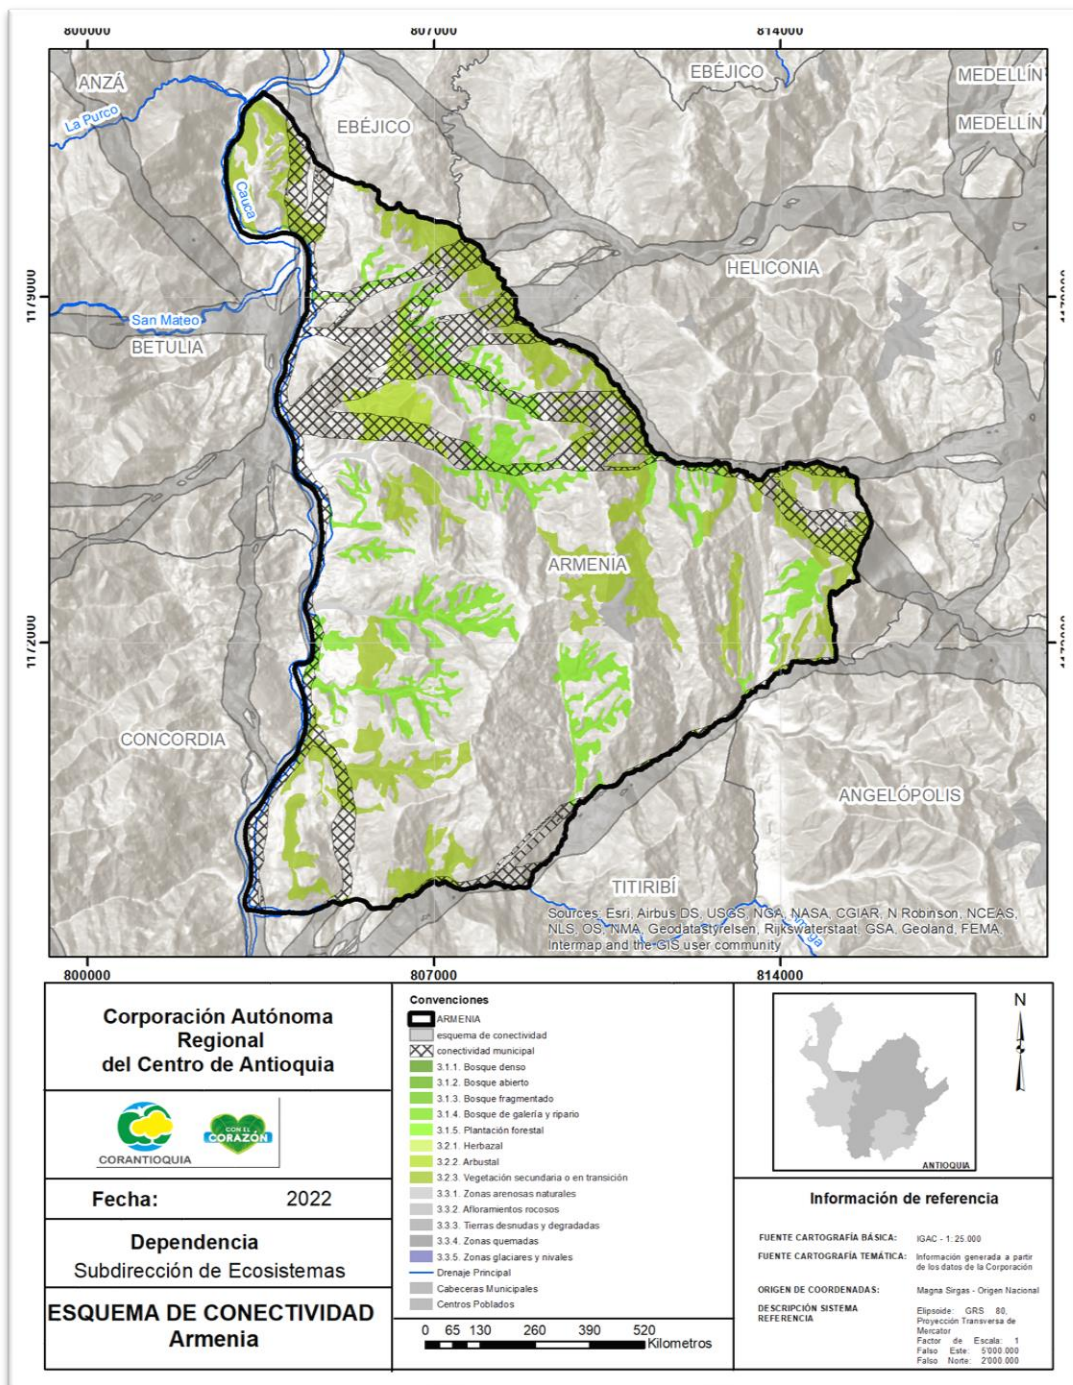 800000
807000
814000
ANZÁ
EBÉJICO
MEDELLÍN
La Purco
EBÉJICO
MEDELLÍN
Cauca
HELICONIA
1179000
San Mateo
BETULIA
ARMENÍA
1172000
CONCORDIA
ANGELÓPOLIS
TITIRIBÍ
Sources: Esri, Airbus DS, USGS, NGA, NASA, CGIAR, N Robinson, NCEAS,
NLS, OS, NMA, Geodatastyrelsen, Rijkswaterstaat, GSA, Geoland, FEMA,
Intermap and the GIS user community
800000
807000
814000
Corporación Autónoma
Regional
del Centro de Antioquia
CORANTIOQUIA
CON EL
CORAZÓN
Fecha: 2022
Dependencia
Subdirección de Ecosistemas
ESQUEMA DE CONECTIVIDAD
Armenia
Convenciones
ARMENIA
esquema de conectividad
conectividad municipal
3.1.1. Bosque denso
3.1.2. Bosque abierto
3.1.3. Bosque fragmentado
3.1.4. Bosque de galería y ripario
3.1.5. Plantación forestal
3.2.1. Herbazal
3.2.2. Arbustal
3.2.3. Vegetación secundaria o en transición
3.3.1. Zonas arenosas naturales
3.3.2. Afloramientos rocosos
3.3.3. Tierras desnudas y degradadas
3.3.4. Zonas quemadas
3.3.5. Zonas glaciares y nivales
Drenaje Principal
Cabeceras Municipales
Centros Poblados
0 65 130 260 390 520
Kilometros
N
ANTIOQUIA
Información de referencia
FUENTE CARTOGRAFÍA BÁSICA: IGAC - 1: 25.000
FUENTE CARTOGRAFÍA TEMÁTICA: Información generada a partir
de los datos de la Corporación
ORIGEN DE COORDENADAS: Magna Sirgas - Origen Nacional
DESCRIPCIÓN SISTEMA
REFERENCIA
Elipsoide: GRS 80,
Proyección Transversa de
Mercator
Factor de Escala: 1
Falso Este: 5'000.000
Falso Norte: 2'000.000